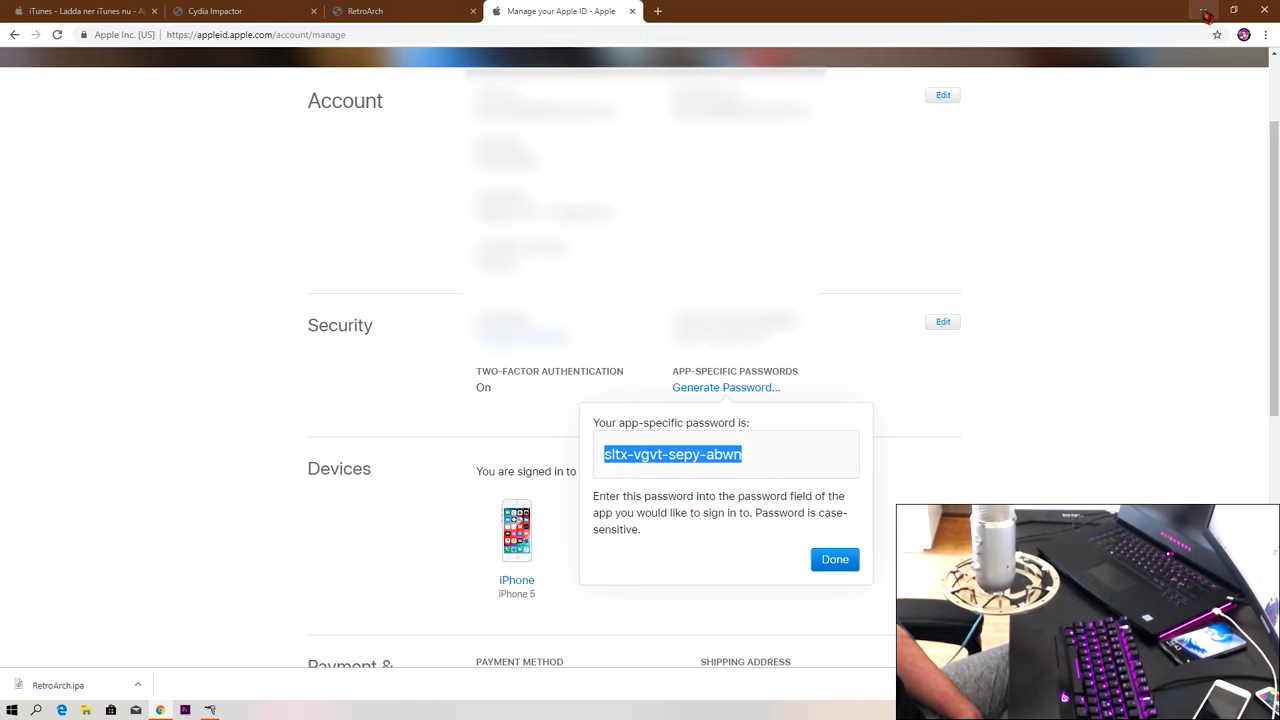 iTunes - Ladda ner iTunes nu - A
Cydia Impactor
RetroArch
Manage your Apple ID - Apple
Apple Inc. [US]
https://appleid.apple.com/account/manage
Account
Edit
Security
Edit
TWO-FACTOR AUTHENTICATION
On
APP-SPECIFIC PASSWORDS
Generate Password...
Your app-specific password is:
sltx-vgvt-sepy-abwn
Enter this password into the password field of the
app you would like to sign in to. Password is case-
sensitive.
Done
Devices
You are signed in to
iPhone
iPhone 5
Payment &
PAYMENT METHOD
SHIPPING ADDRESS
RetroArch.ipa